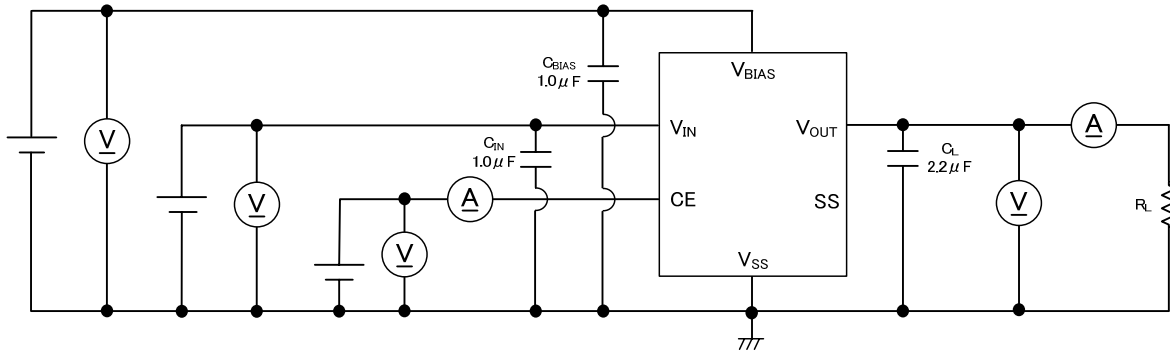 C_BIAS
1.0μF
V_BIAS
V
V_IN
C_IN
1.0μF
V_OUT
C_L
2.2μF
A
V
V
A
CE
SS
V
R_L
V_SS